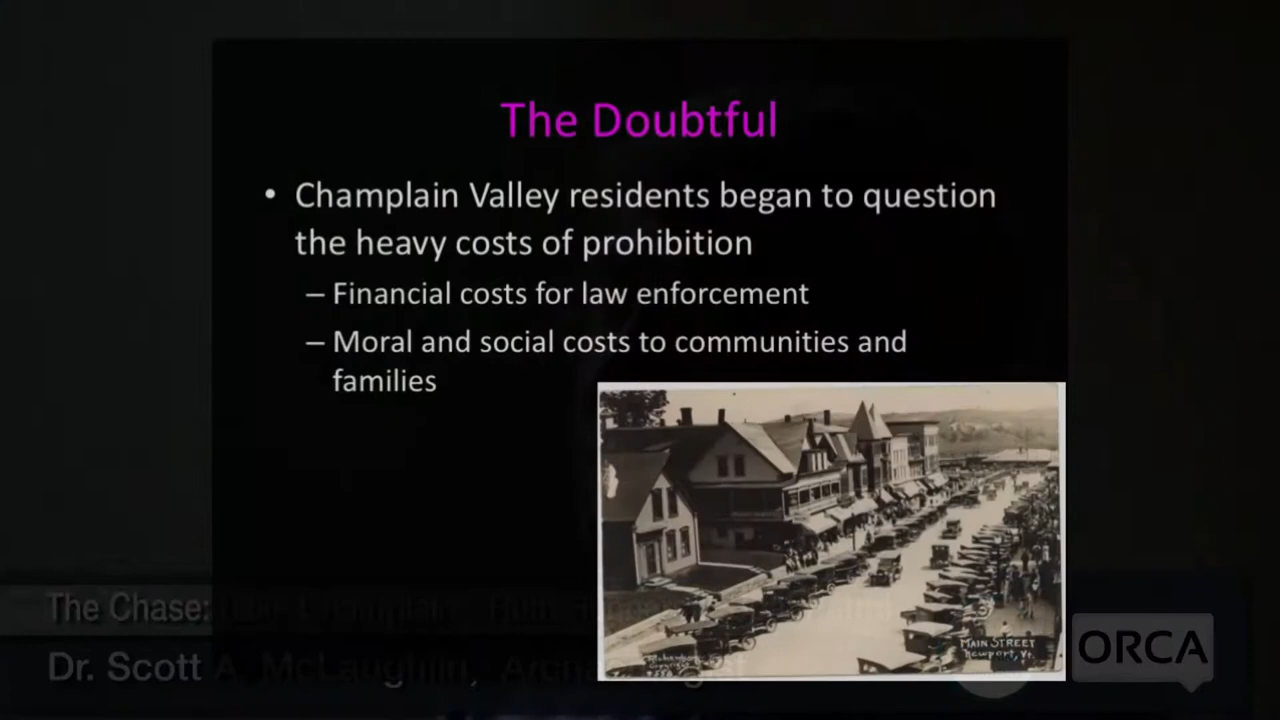 The Doubtful
• Champlain Valley residents began to question
the heavy costs of prohibition
– Financial costs for law enforcement
– Moral and social costs to communities and
families
MAIN STREET
Newport, Vt.
The Chase:
Dr. Scott A. McLaughlin,
ORCA